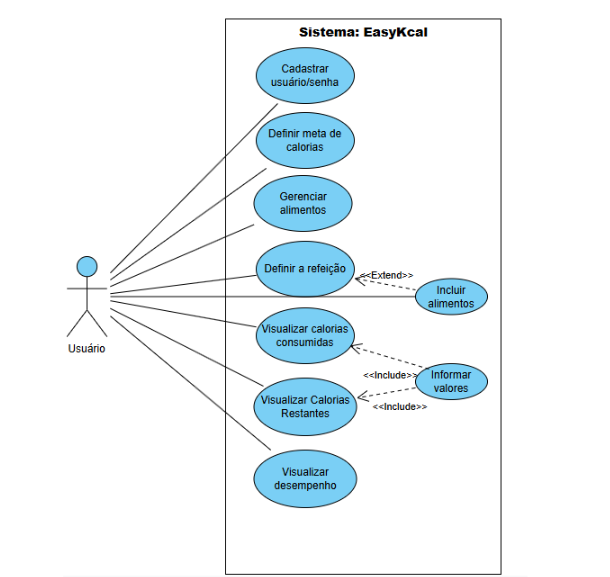 Sistema: EasyKcal
Cadastrar
usuário/senha
Definir meta de
calorias
Gerenciar
alimentos
Definir a refeição
<<Extend>>
Incluir
alimentos
Usuário
Visualizar calorias
consumidas
<<Include>>
Informar
valores
Visualizar Calorias
Restantes
<<Include>>
Visualizar
desempenho